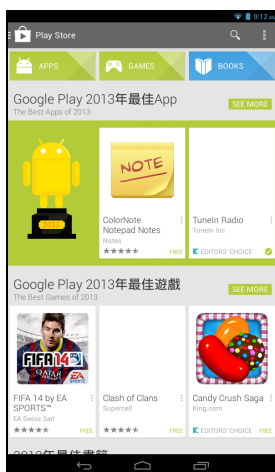 9:12 AM
Play Store
APPS
GAMES
BOOKS
Google Play 2013年最佳App
The Best Apps of 2013
SEE MORE
2013
NOTE
ColorNote
Notepad Notes
Notes
FREE
TuneIn Radio
TuneIn Inc
EDITORS' CHOICE
Google Play 2013年最佳遊戲
The Best Games of 2013
SEE MORE
FIFA14
EA SPORTS
FIFA 14 by EA
SPORTS™
EA Swiss Sarl
FREE
Clash of Clans
Supercell
FREE
Candy Crush Saga
King.com
EDITORS' CHOICE
FREE